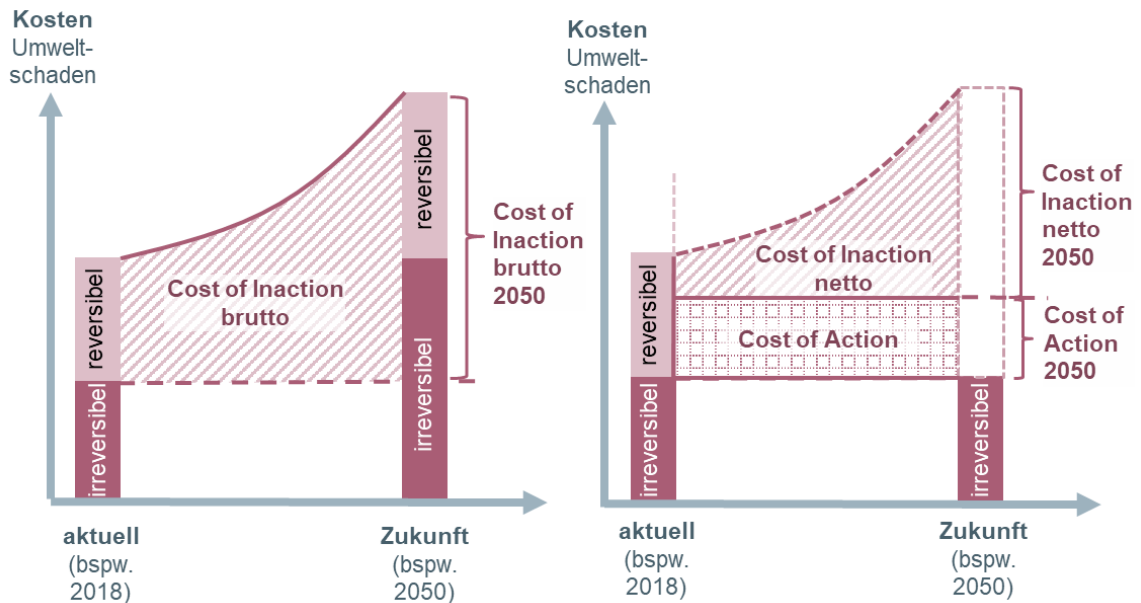 Kosten
Umwelt-
schaden
reversibel
irreversibel
Cost of Inaction
brutto
reversibel
irreversibel
Cost of
Inaction
brutto
2050
aktuell
(bspw.
2018)
Zukunft
(bspw.
2050)
Kosten
Umwelt-
schaden
reversibel
irreversibel
Cost of Inaction
netto
Cost of Action
irreversibel
Cost of
Inaction
netto
2050
Cost of
Action
2050
aktuell
(bspw.
2018)
Zukunft
(bspw.
2050)